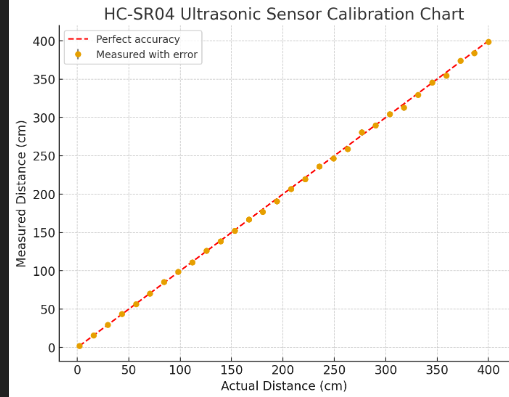 HC-SR04 Ultrasonic Sensor Calibration Chart
Perfect accuracy
Measured with error
Measured Distance (cm)
400
350
300
250
200
150
100
50
0
0 50 100 150 200 250 300 350 400
Actual Distance (cm)